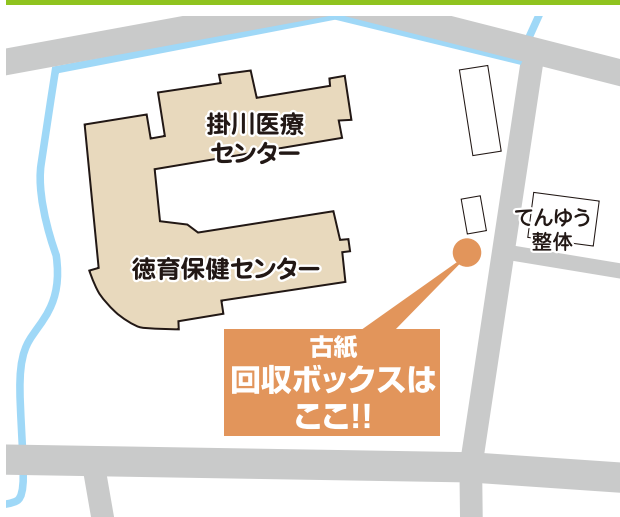 掛川医療
センター
てんゆう
整体
徳育保健センター
古紙
回収ボックスは
ここ!!